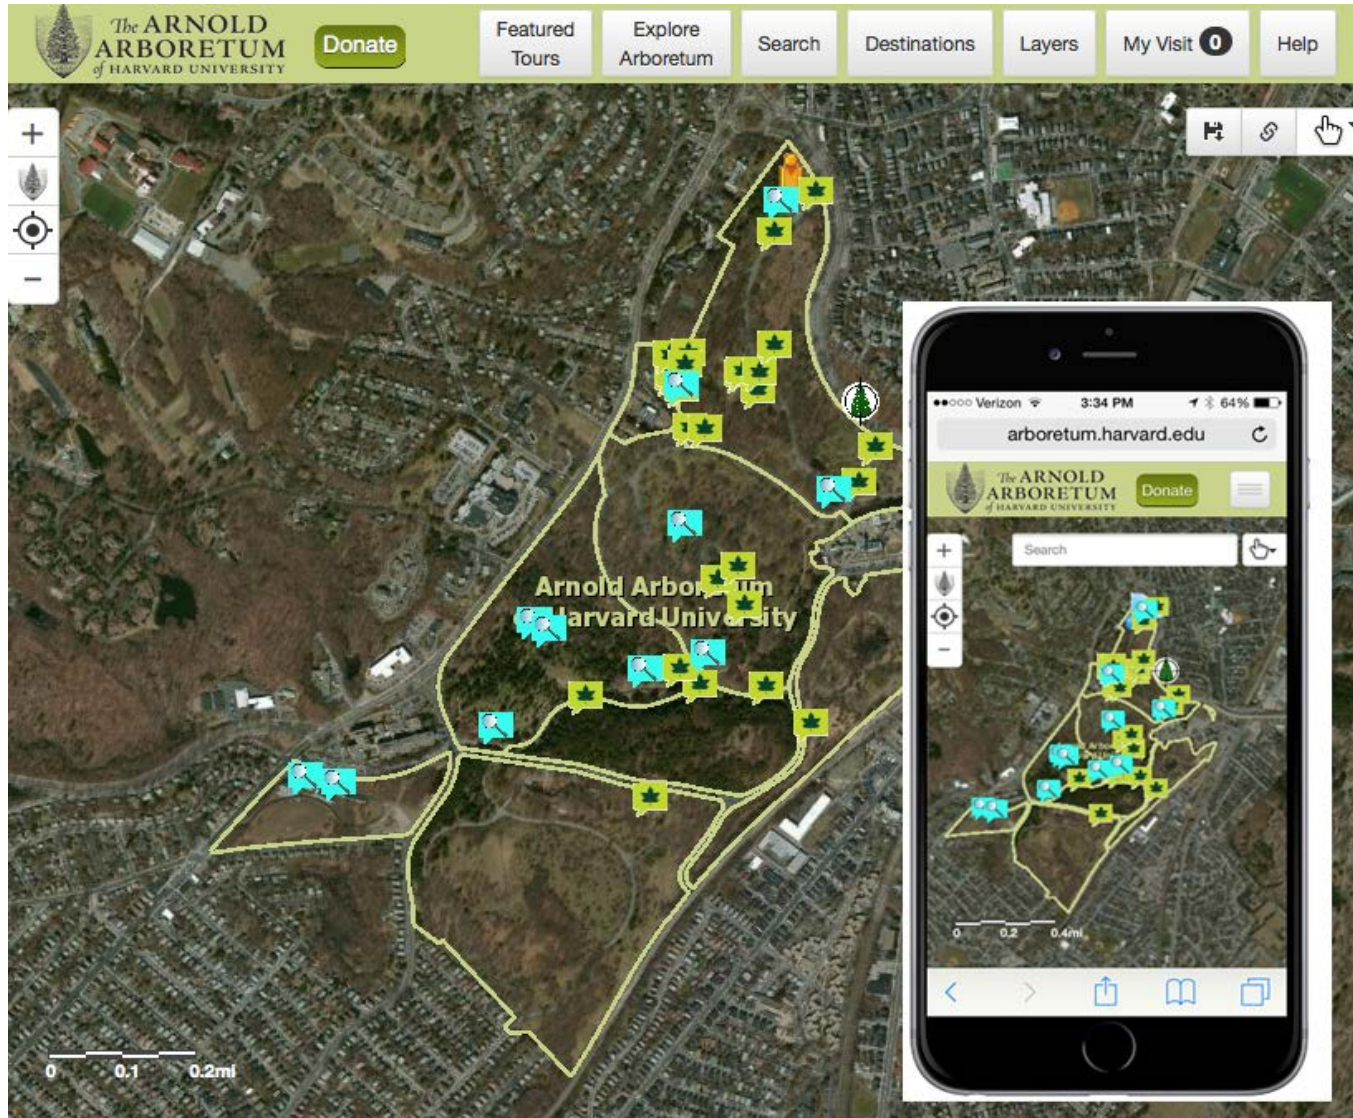 The ARNOLD
ARBORETUM
of HARVARD UNIVERSITY
Donate
Featured
Tours
Explore
Arboretum
Search
Destinations
Layers
My Visit 0
Help
+
−
Arnold Arboretum
Harvard University
0 0.1 0.2mi
Verizon 3:34 PM 64%
arboretum.harvard.edu
The ARNOLD
ARBORETUM
of HARVARD UNIVERSITY
Donate
+
Search
−
0 0.2 0.4mi